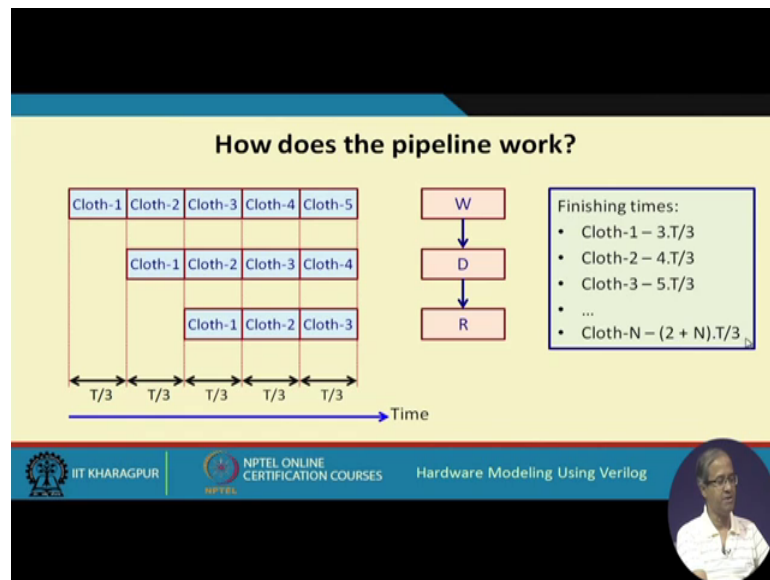 How does the pipeline work?
Cloth-1 Cloth-2 Cloth-3 Cloth-4 Cloth-5
Cloth-1 Cloth-2 Cloth-3 Cloth-4
Cloth-1 Cloth-2 Cloth-3
T/3 T/3 T/3 T/3 T/3
Time
W
D
R
Finishing times:
• Cloth-1 – 3.T/3
• Cloth-2 – 4.T/3
• Cloth-3 – 5.T/3
• ...
• Cloth-N – (2 + N).T/3
IIT KHARAGPUR
NPTEL
NPTEL ONLINE
CERTIFICATION COURSES
Hardware Modeling Using Verilog